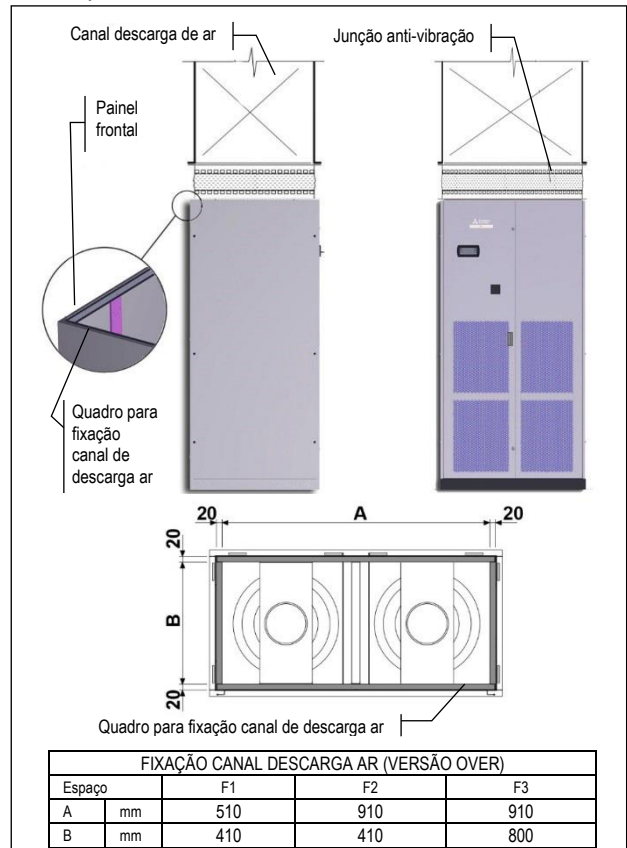 Canal descarga de ar
Junção anti-vibração
Painel
frontal
Quadro para
fixação
canal de
descarga ar
20 A 20
20
B
20
Quadro para fixação canal de descarga ar
FIXAÇÃO CANAL DESCARGA AR (VERSÃO OVER)
Espaço F1 F2 F3
A mm 510 910 910
B mm 410 410 800